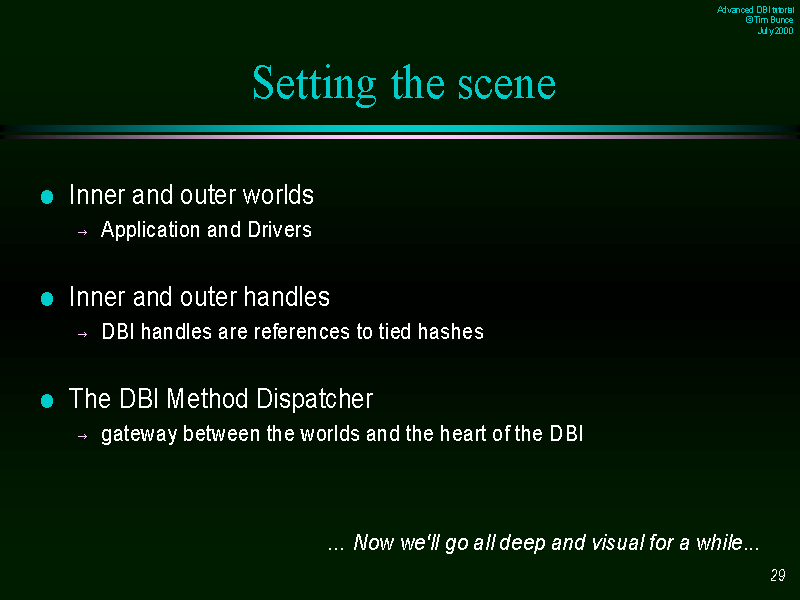 Advanced DBI tutorial
© Tim Bunce
July 2000
Setting the scene
Inner and outer worlds
→ Application and Drivers
Inner and outer handles
→ DBI handles are references to tied hashes
The DBI Method Dispatcher
→ gateway between the worlds and the heart of the DBI
... Now we'll go all deep and visual for a while...
29